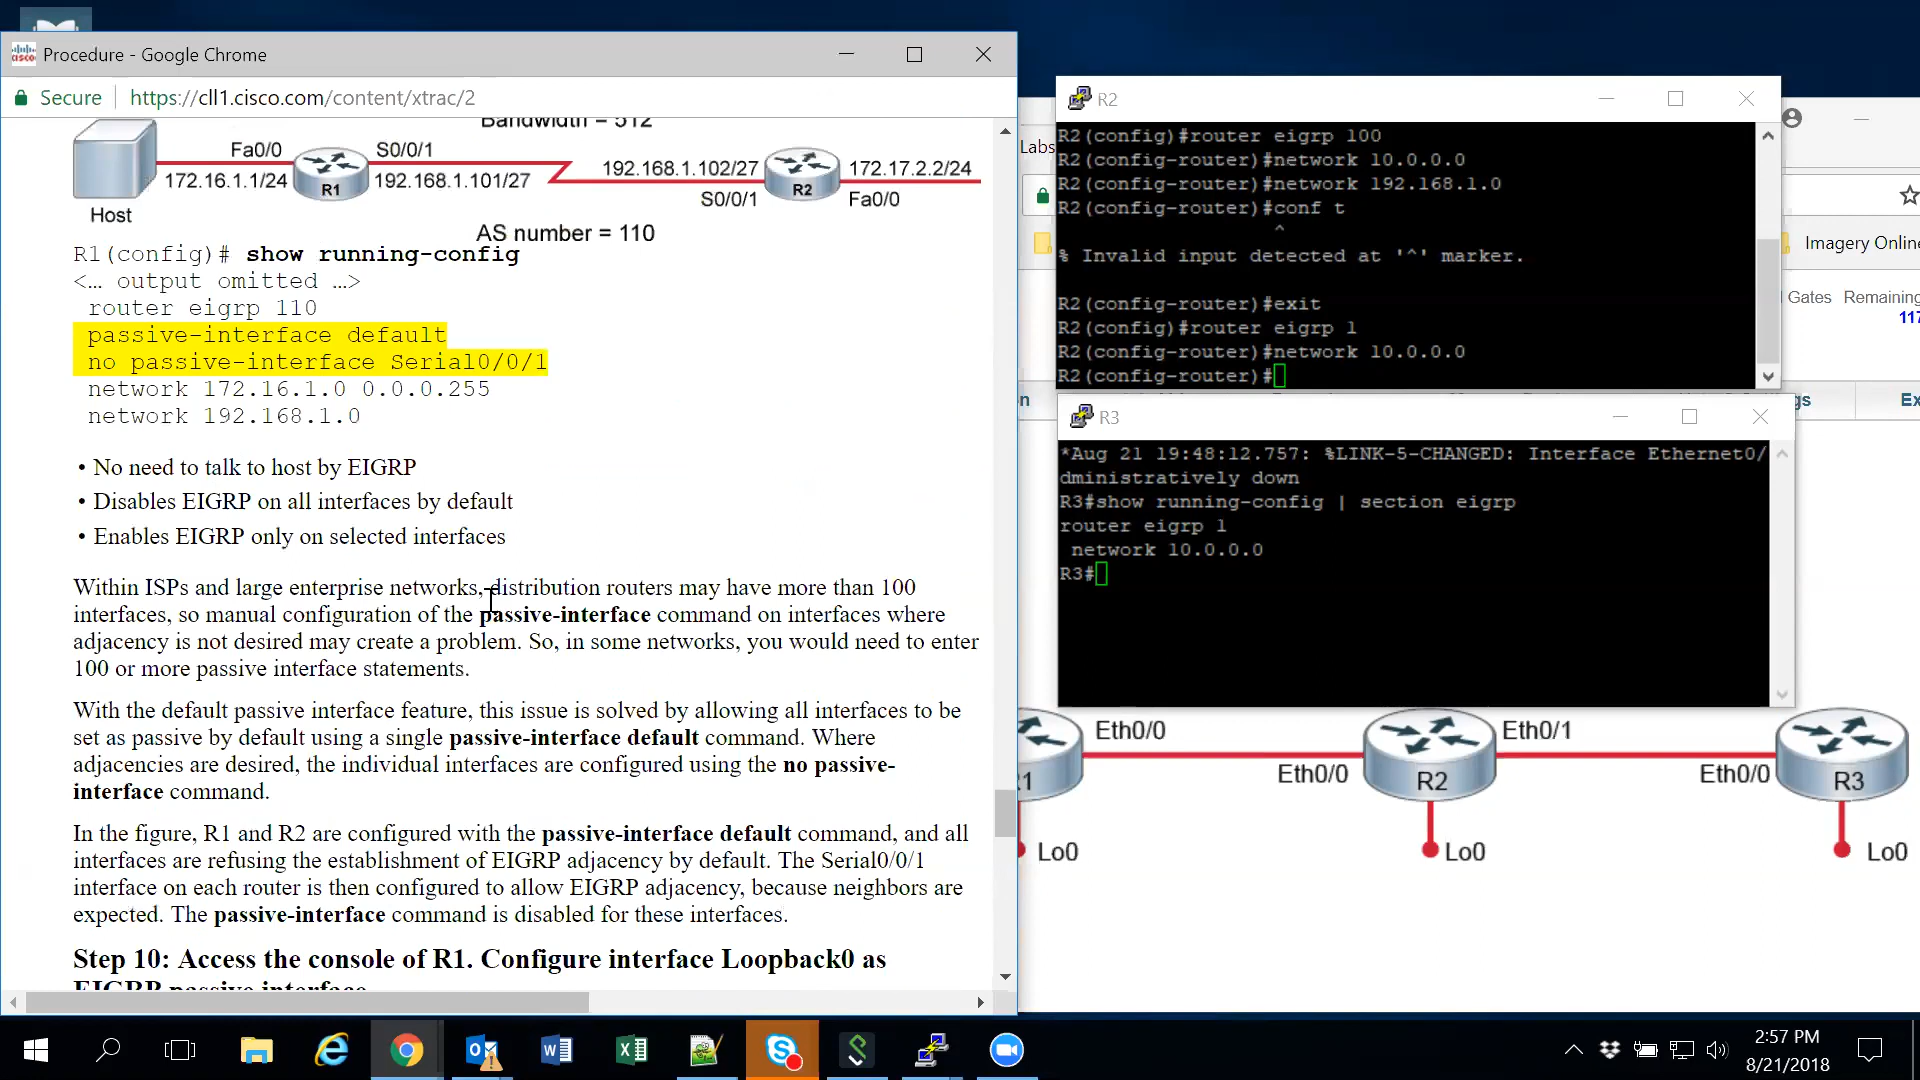 Procedure - Google Chrome
Secure
https://cll1.cisco.com/content/xtrac/2
Bandwidth = 512
Fa0/0
S0/0/1
172.16.1.1/24
R1
192.168.1.101/27
192.168.1.102/27
R2
172.17.2.2/24
S0/0/1
Fa0/0
Host
AS number = 110
R1(config)# show running-config
<… output omitted …>
router eigrp 110
passive-interface default
no passive-interface Serial0/0/1
network 172.16.1.0 0.0.0.255
network 192.168.1.0
• No need to talk to host by EIGRP
• Disables EIGRP on all interfaces by default
• Enables EIGRP only on selected interfaces
Within ISPs and large enterprise networks, distribution routers may have more than 100
interfaces, so manual configuration of the passive-interface command on interfaces where
adjacency is not desired may create a problem. So, in some networks, you would need to enter
100 or more passive interface statements.
With the default passive interface feature, this issue is solved by allowing all interfaces to be
set as passive by default using a single passive-interface default command. Where
adjacencies are desired, the individual interfaces are configured using the no passive-
interface command.
In the figure, R1 and R2 are configured with the passive-interface default command, and all
interfaces are refusing the establishment of EIGRP adjacency by default. The Serial0/0/1
interface on each router is then configured to allow EIGRP adjacency, because neighbors are
expected. The passive-interface command is disabled for these interfaces.
Step 10: Access the console of R1. Configure interface Loopback0 as
EIGRP passive interface
R2
R2(config)#router eigrp 100
R2(config-router)#network 10.0.0.0
R2(config-router)#network 192.168.1.0
R2(config-router)#conf t
^
% Invalid input detected at '^' marker.
R2(config-router)#exit
R2(config-router)#router eigrp 1
R2(config-router)#network 10.0.0.0
R2(config-router)#
R3
*Aug 21 19:48:12.757: %LINK-5-CHANGED: Interface Ethernet0/
dministratively down
R3#show running-config | section eigrp
router eigrp 1
network 10.0.0.0
R3#
Labs
Imagery Online
Gates
Remaining
117
on
gs
Ex
R1
Eth0/0
Eth0/0
R2
Eth0/1
Eth0/0
R3
Lo0
Lo0
Lo0
2:57 PM
8/21/2018